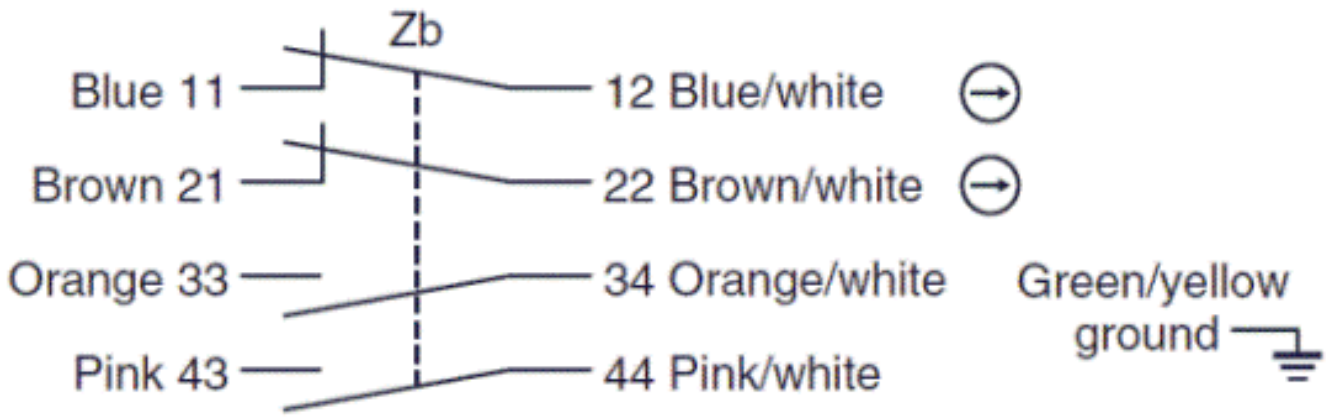 Zb
Blue 11 12 Blue/white
Brown 21 22 Brown/white
Orange 33 34 Orange/white Green/yellow
ground
Pink 43 44 Pink/white